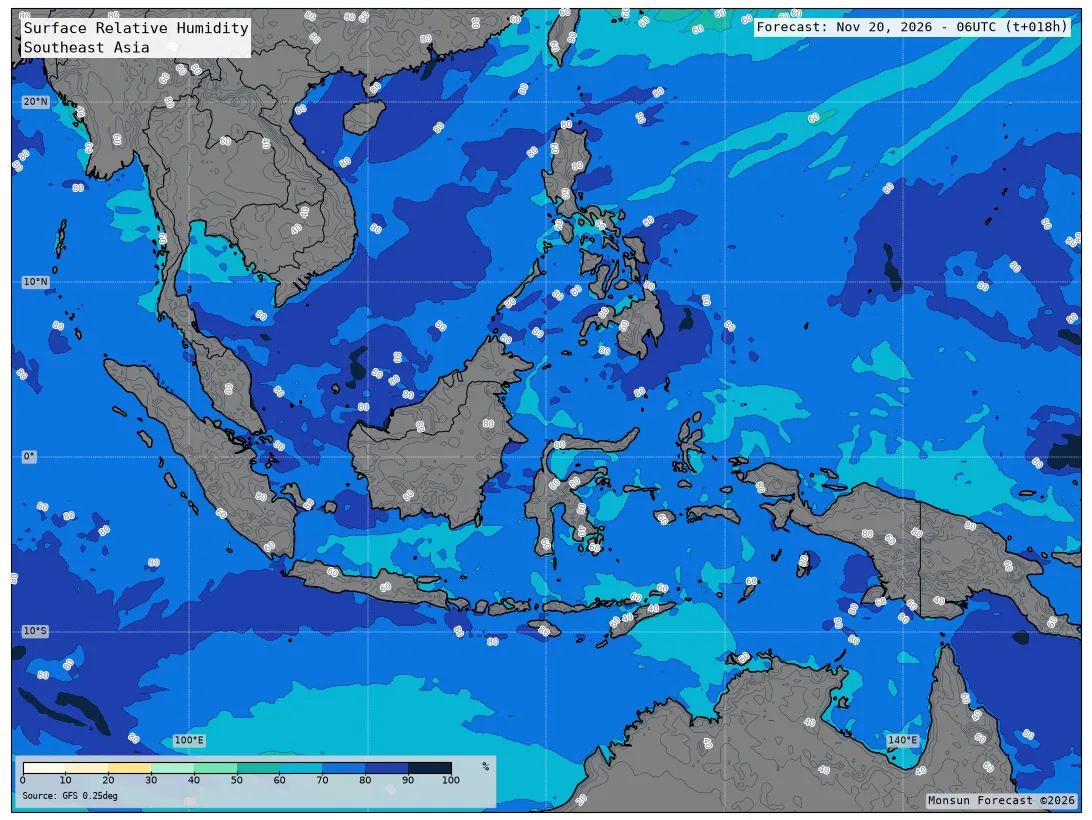 Surface Relative Humidity
Southeast Asia
Forecast: Nov 20, 2026 - 06UTC (t+018h)
20°N
10°N
0°
10°S
100°E
140°E
0 10 20 30 40 50 60 70 80 90 100
%
Source: GFS 0.25deg
Monsun Forecast ©2026